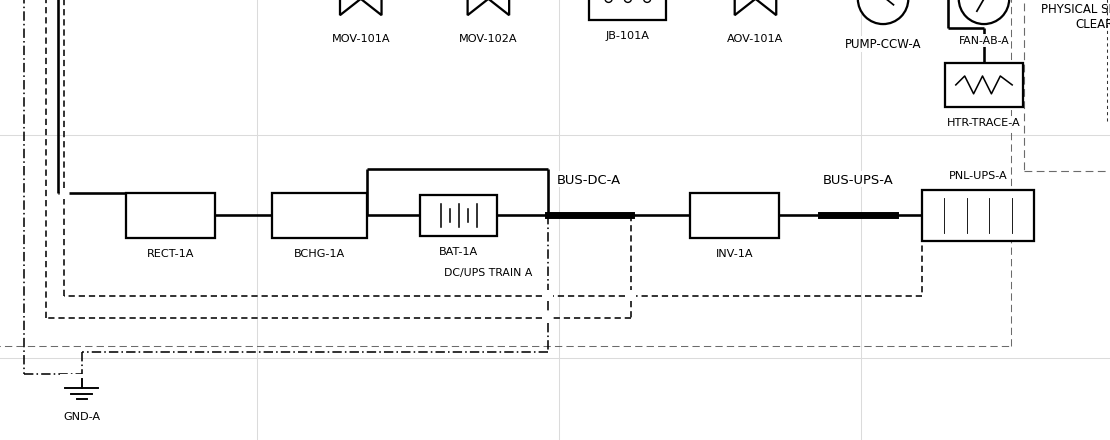 PHYSICAL
CLEAR
MOV-101A
MOV-102A
JB-101A
AOV-101A
PUMP-CCW-A
FAN-AB-A
HTR-TRACE-A
BUS-DC-A
BUS-UPS-A
PNL-UPS-A
RECT-1A
BCHG-1A
BAT-1A
INV-1A
DC/UPS TRAIN A
GND-A